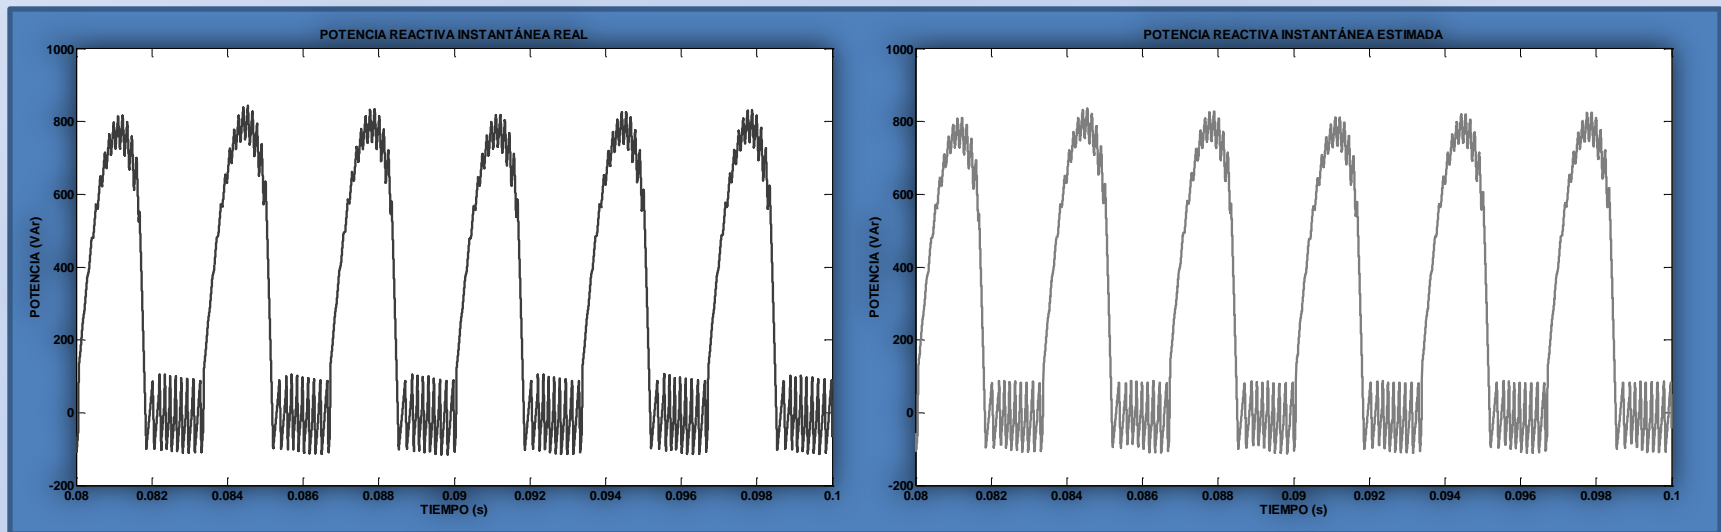 POTENCIA REACTIVA INSTANTÁNEA REAL
1000
800
600
400
200
0
-200
POTENCIA (VAr)
0.08 0.082 0.084 0.086 0.088 0.09 0.092 0.094 0.096 0.098 0.1
TIEMPO (s)
POTENCIA REACTIVA INSTANTÁNEA ESTIMADA
1000
800
600
400
200
0
-200
POTENCIA (VAr)
0.08 0.082 0.084 0.086 0.088 0.09 0.092 0.094 0.096 0.098 0.1
TIEMPO (s)